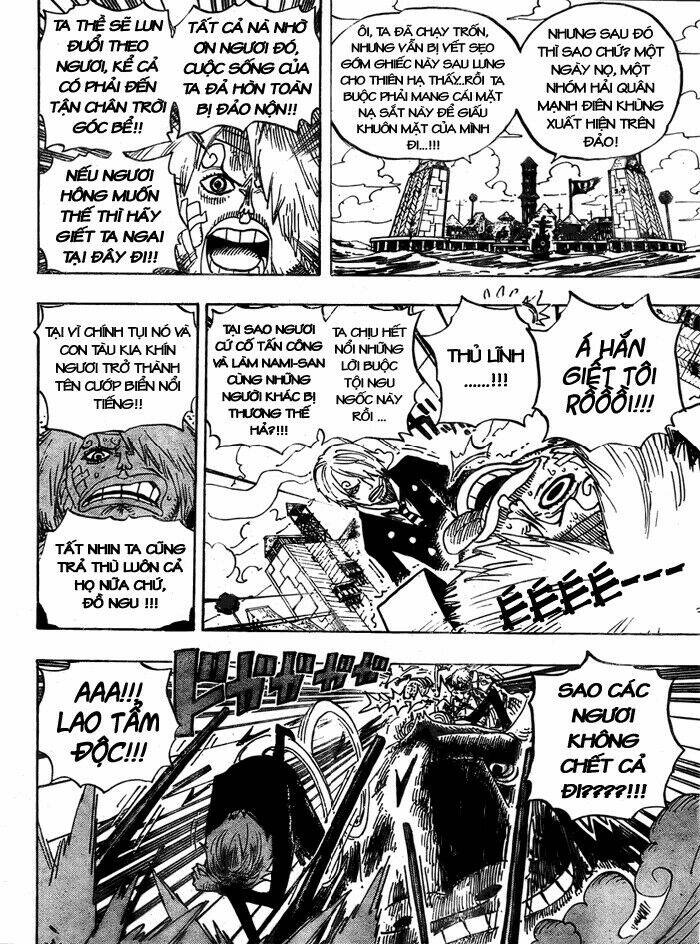 NHƯNG SAU ĐÓ
THÌ SAO CHỨ? MỘT
NGÀY NỌ, MỘT
NHÓM HẢI QUÂN
MẠNH ĐIÊN KHÙNG
XUẤT HIỆN TRÊN
ĐẢO!
ÔI, TA ĐÃ CHẠY TRỐN,
NHƯNG VẪN BỊ VẾT SẸO
GỚM GHIẾC NÀY SAU LƯNG
CHO THIÊN HẠ THẤY..RỒI TA
BUỘC PHẢI MANG CÁI MẶT
NẠ SẮT NÀY ĐỂ GIẤU
KHUÔN MẶT CỦA MÌNH
ĐI...!!!
TẤT CẢ LÀ NHỜ
ƠN NGƯƠI ĐÓ,
CUỘC SỐNG CỦA
TA ĐÃ HÒN TOÀN
BỊ ĐẢO NỘN!!
TA THỀ SẼ LUN
ĐUỔI THEO
NGƯƠI, KỂ CẢ
CÓ PHẢI ĐẾN
TẬN CHÂN TRỜI
GÓC BỂ!!
NẾU NGƯƠI
HÔNG MUỐN
THẾ THÌ HÃY
GIẾT TA NGAI
TẠI ĐÂY ĐI!!
Á HẮN
GIẾT TÔI
RỒỒỒI!!!
THỦ LĨNH
......!!!
TA CHỊU HẾT
NỔI NHỮNG
LỜI BUỘC
TỘI NGU
NGỐC NÀY
RỒI ...
TẠI SAO NGƯƠI
CỨ CỐ TẤN CÔNG
VÀ LÀM NAMI-SAN
CÙNG NHỮNG
NGƯỜI KHÁC BỊ
THƯƠNG THẾ
HẢ?!!!
ÉÉÉÉ---
TẠI VÌ CHÍNH TỤI NÓ VÀ
CON TÀU KIA KHÍN
NGƯƠI TRỞ THÀNH
TÊN CƯỚP BIỂN NỔI
TIẾNG!!
TẤT NHIN TA CŨNG
TRẢ THÙ LUÔN CẢ
HỌ NỮA CHỨ,
ĐỒ NGU !!!
SAO CÁC
NGƯƠI
KHÔNG
CHẾT CẢ
ĐI????!!!
ドガガガガ
AAA!!!
LAO TẨM
ĐỘC!!!